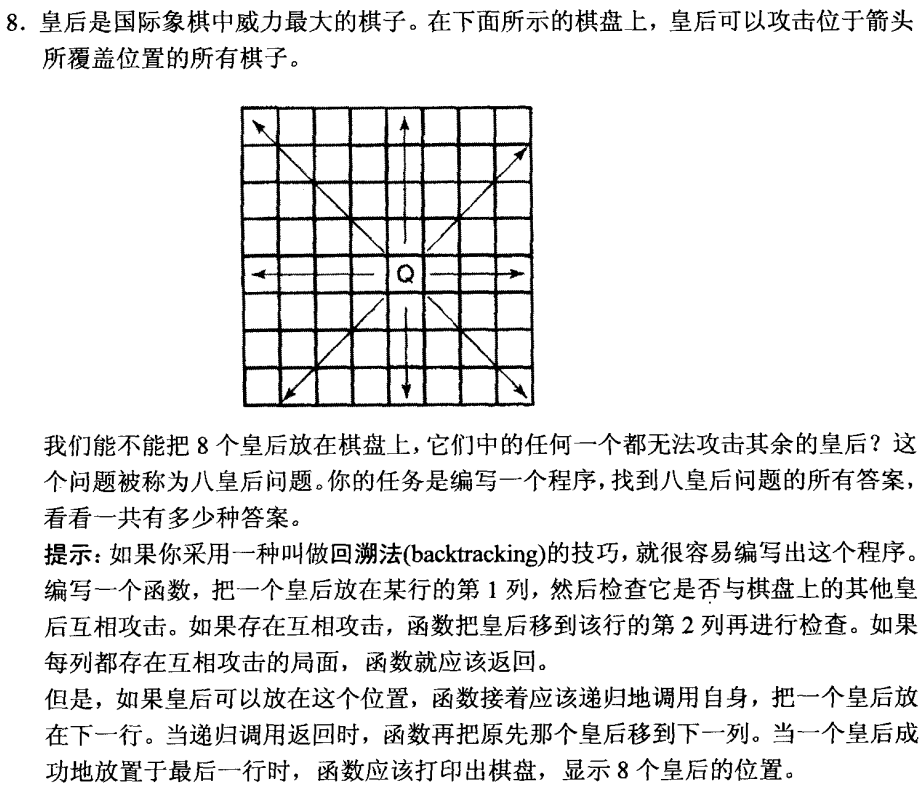 8. 皇后是国际象棋中威力最大的棋子。在下面所示的棋盘上，皇后可以攻击位于箭头
所覆盖位置的所有棋子。
Q
我们能不能把 8 个皇后放在棋盘上，它们中的任何一个都无法攻击其余的皇后？这
个问题被称为八皇后问题。你的任务是编写一个程序，找到八皇后问题的所有答案，
看看一共有多少种答案。
提示：如果你采用一种叫做回溯法(backtracking)的技巧，就很容易编写出这个程序。
编写一个函数，把一个皇后放在某行的第 1 列，然后检查它是否与棋盘上的其他皇
后互相攻击。如果存在互相攻击，函数把皇后移到该行的第 2 列再进行检查。如果
每列都存在互相攻击的局面，函数就应该返回。
但是，如果皇后可以放在这个位置，函数接着应该递归地调用自身，把一个皇后放
在下一行。当递归调用返回时，函数再把原先那个皇后移到下一列。当一个皇后成
功地放置于最后一行时，函数应该打印出棋盘，显示 8 个皇后的位置。